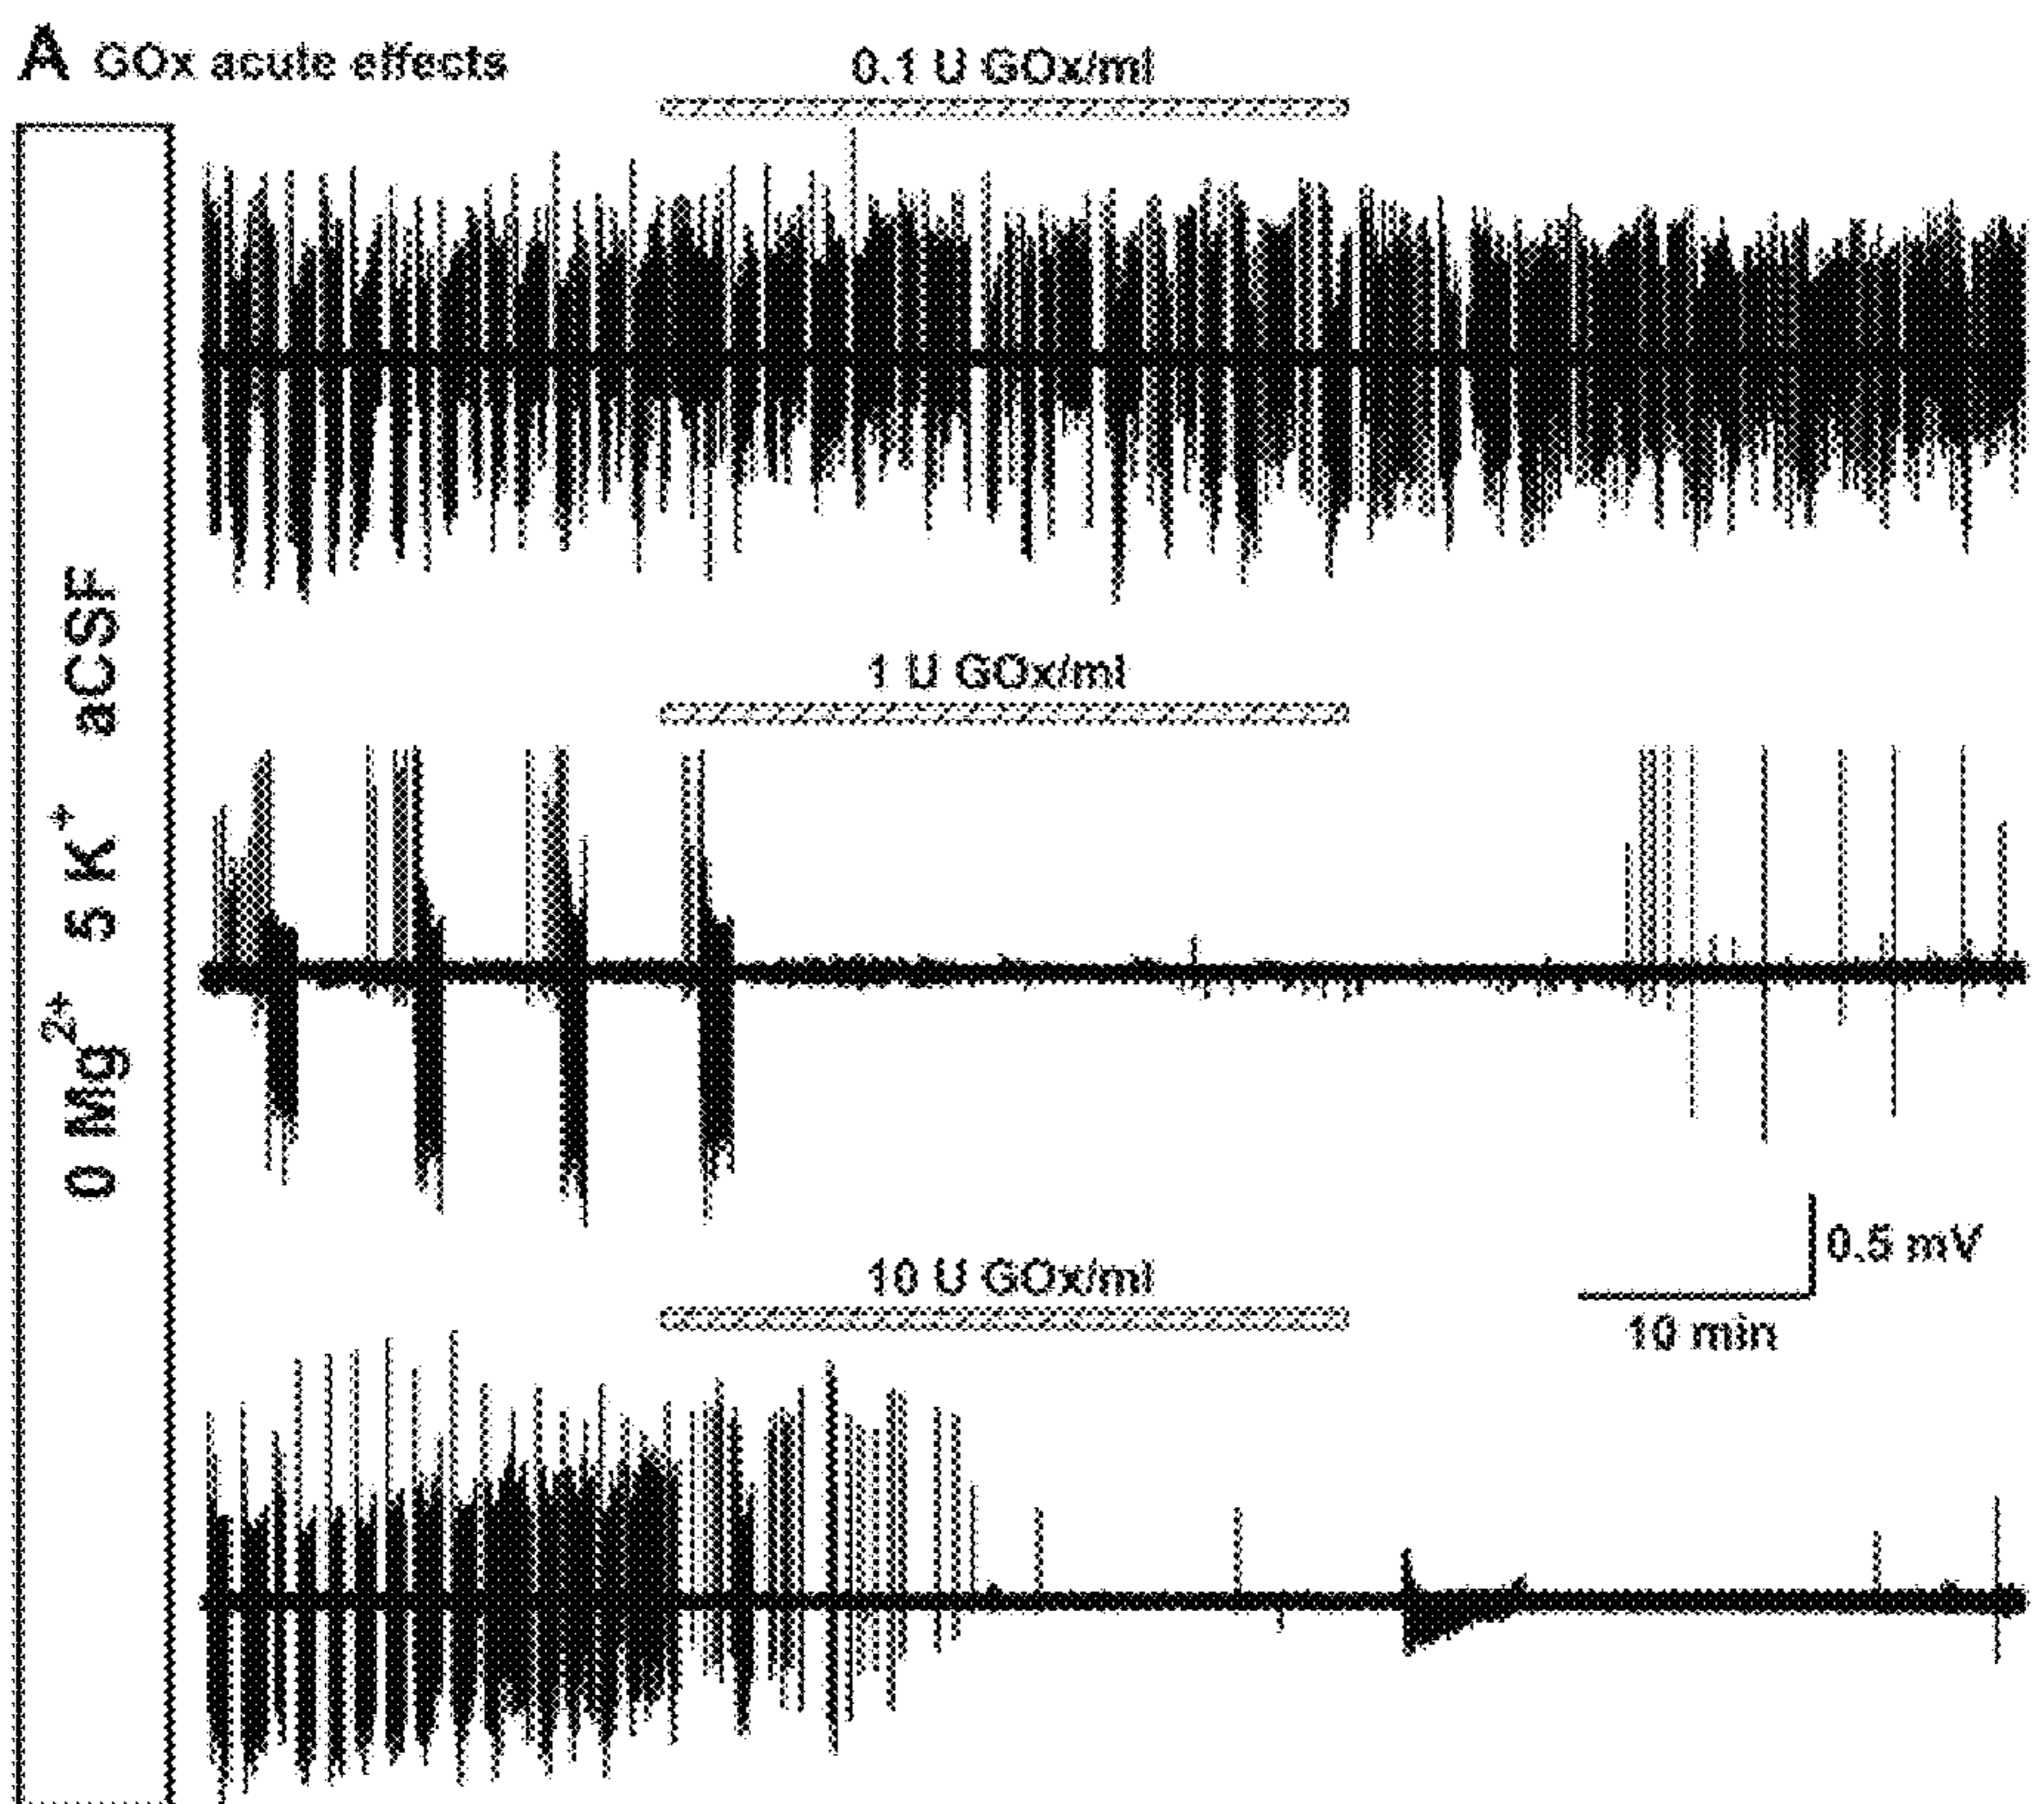 A GOx acute effects
0.1 U GOx/ml
0 Mg2+ 5 K+ aCSF
1 U GOx/ml
0.5 mV
10 min
10 U GOx/ml